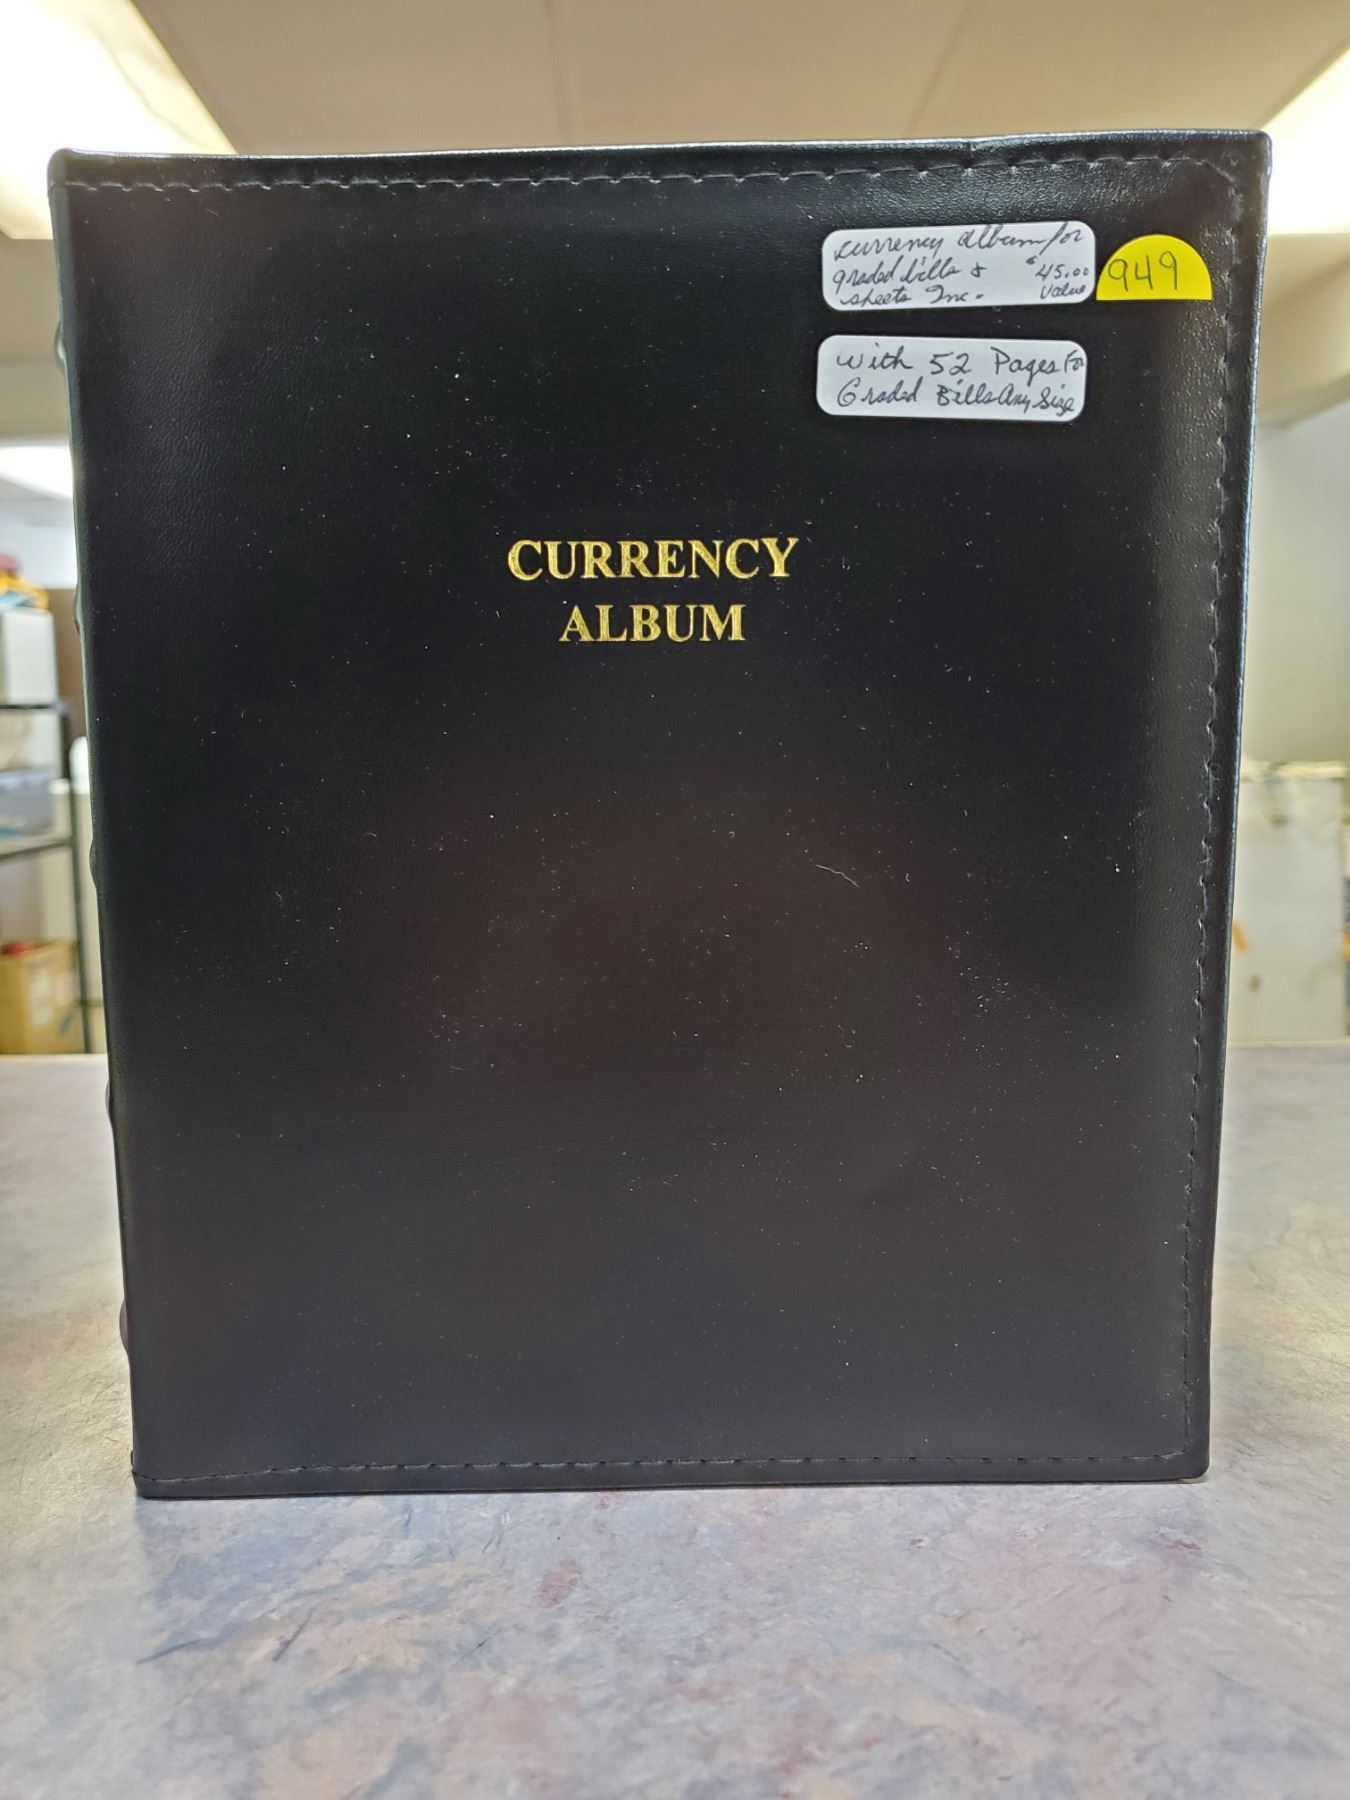 currency album for
graded bills & $45.00
sheets Inc. value
949
With 52 Pages For
Graded Bills Any Size
CURRENCY
ALBUM